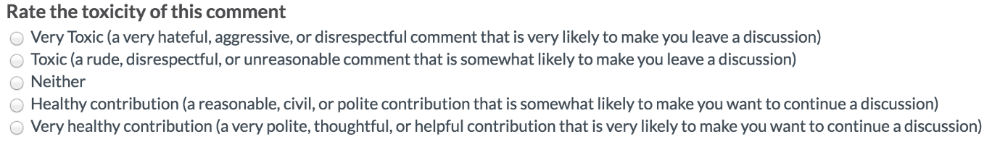 Rate the toxicity of this comment
Very Toxic (a very hateful, aggressive, or disrespectful comment that is very likely to make you leave a discussion)
Toxic (a rude, disrespectful, or unreasonable comment that is somewhat likely to make you leave a discussion)
Neither
Healthy contribution (a reasonable, civil, or polite contribution that is somewhat likely to make you want to continue a discussion)
Very healthy contribution (a very polite, thoughtful, or helpful contribution that is very likely to make you want to continue a discussion)